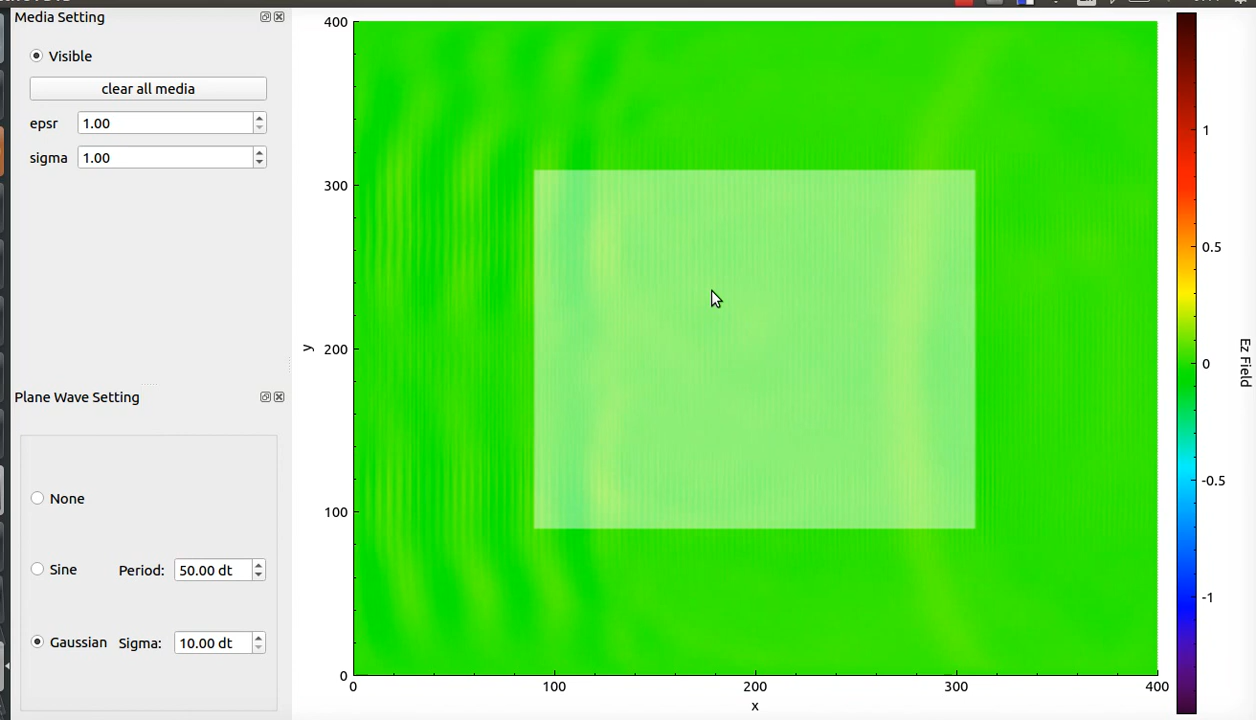 Media Setting
Visible
clear all media
epsr 1.00
sigma 1.00
Plane Wave Setting
None
Sine Period: 50.00 dt
Gaussian Sigma: 10.00 dt
400
300
200
100
0
y
0 100 200 300 400
x
1
0.5
0
-0.5
-1
Ez Field